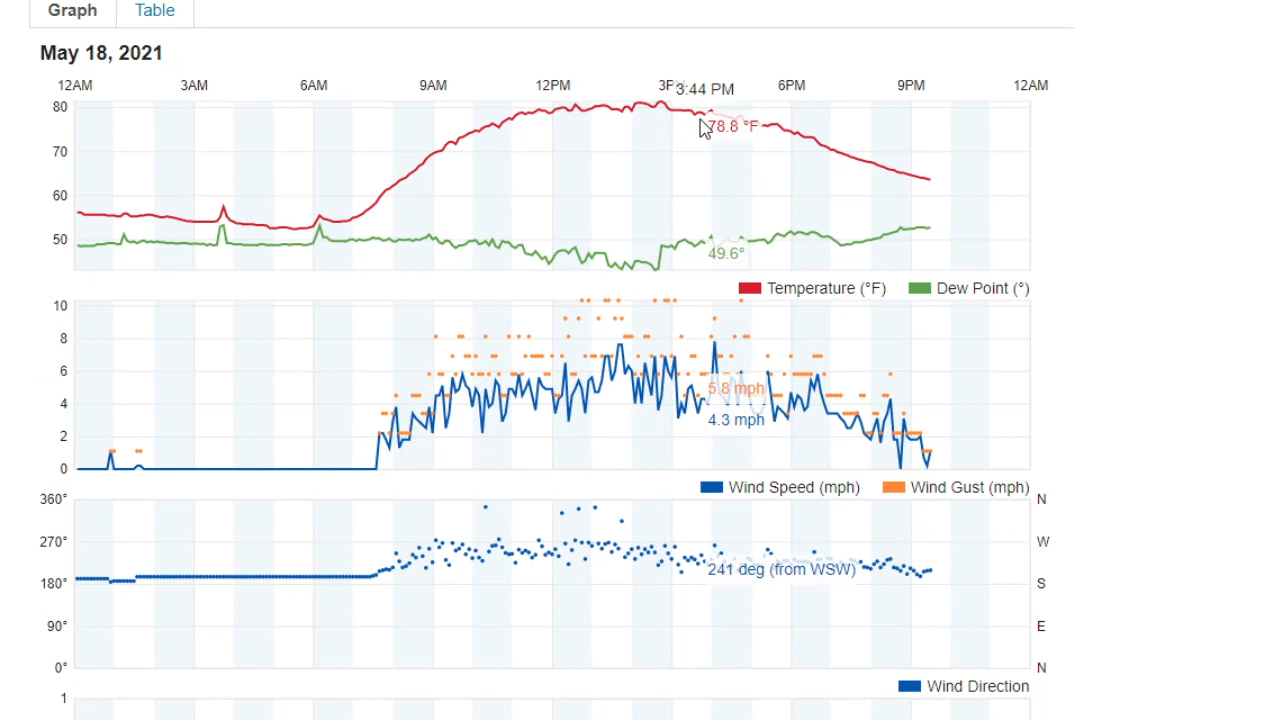 Graph Table
May 18, 2021
12AM 3AM 6AM 9AM 12PM 3:44 PM 6PM 9PM 12AM
80
78.8 °F
70
60
50
49.6°
Temperature (°F) Dew Point (°)
10
8
6
5.8 mph
4
4.3 mph
2
0
Wind Speed (mph) Wind Gust (mph)
360° N
270° W
241 deg (from WSW)
180° S
90° E
0° N
Wind Direction
1